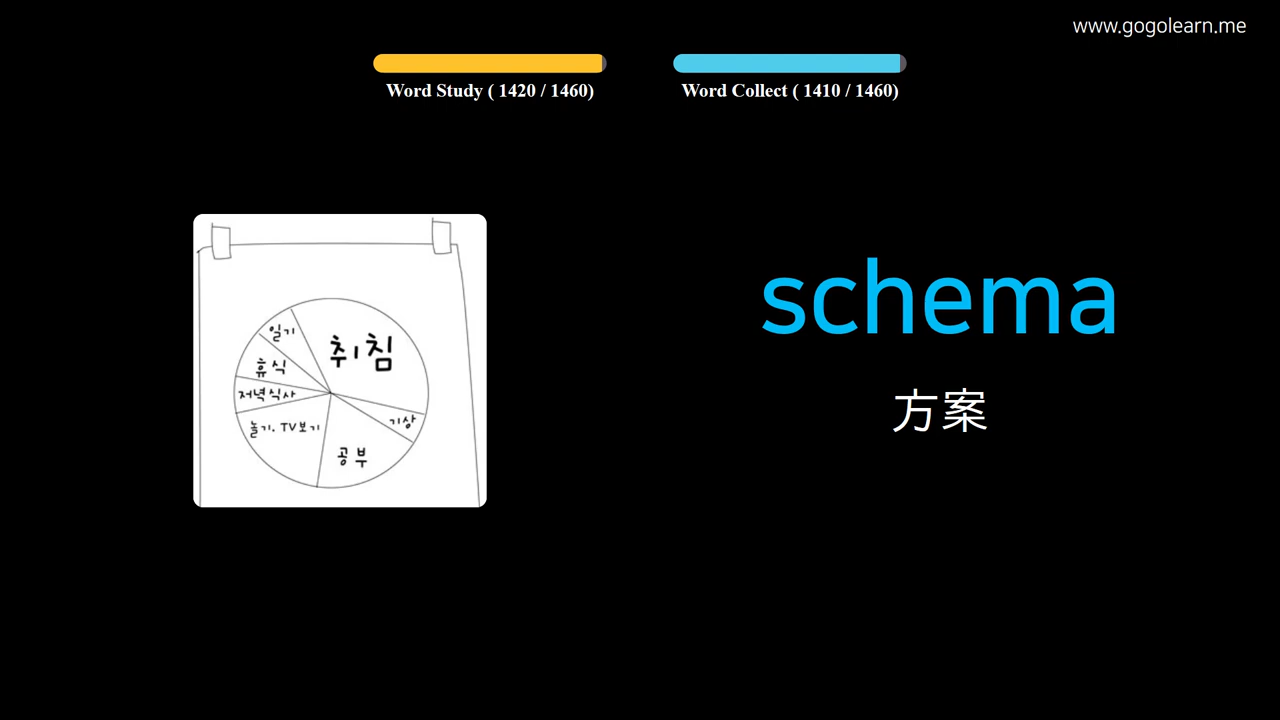 www.gogolearn.me
Word Study ( 1420 / 1460)
Word Collect ( 1410 / 1460)
일기
취침
휴식
저녁식사
기상
놀기. TV보기
공부
schema
方案